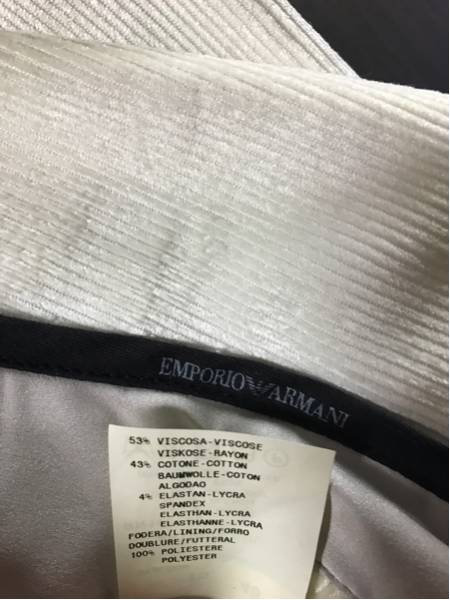 EMPORIO ARMANI
53% VISCOSA-VISCOSE
VISKOSE-RAYON
43% COTONE-COTTON
BAUMWOLLE-COTON
ALGODAO
4% ELASTAN-LYCRA
SPANDEX
ELASTHAN-LYCRA
ELASTHANNE-LYCRA
FODERA/LINING/FORRO
DOUBLURE/FUTTERAL
100% POLIESTERE
POLYESTER